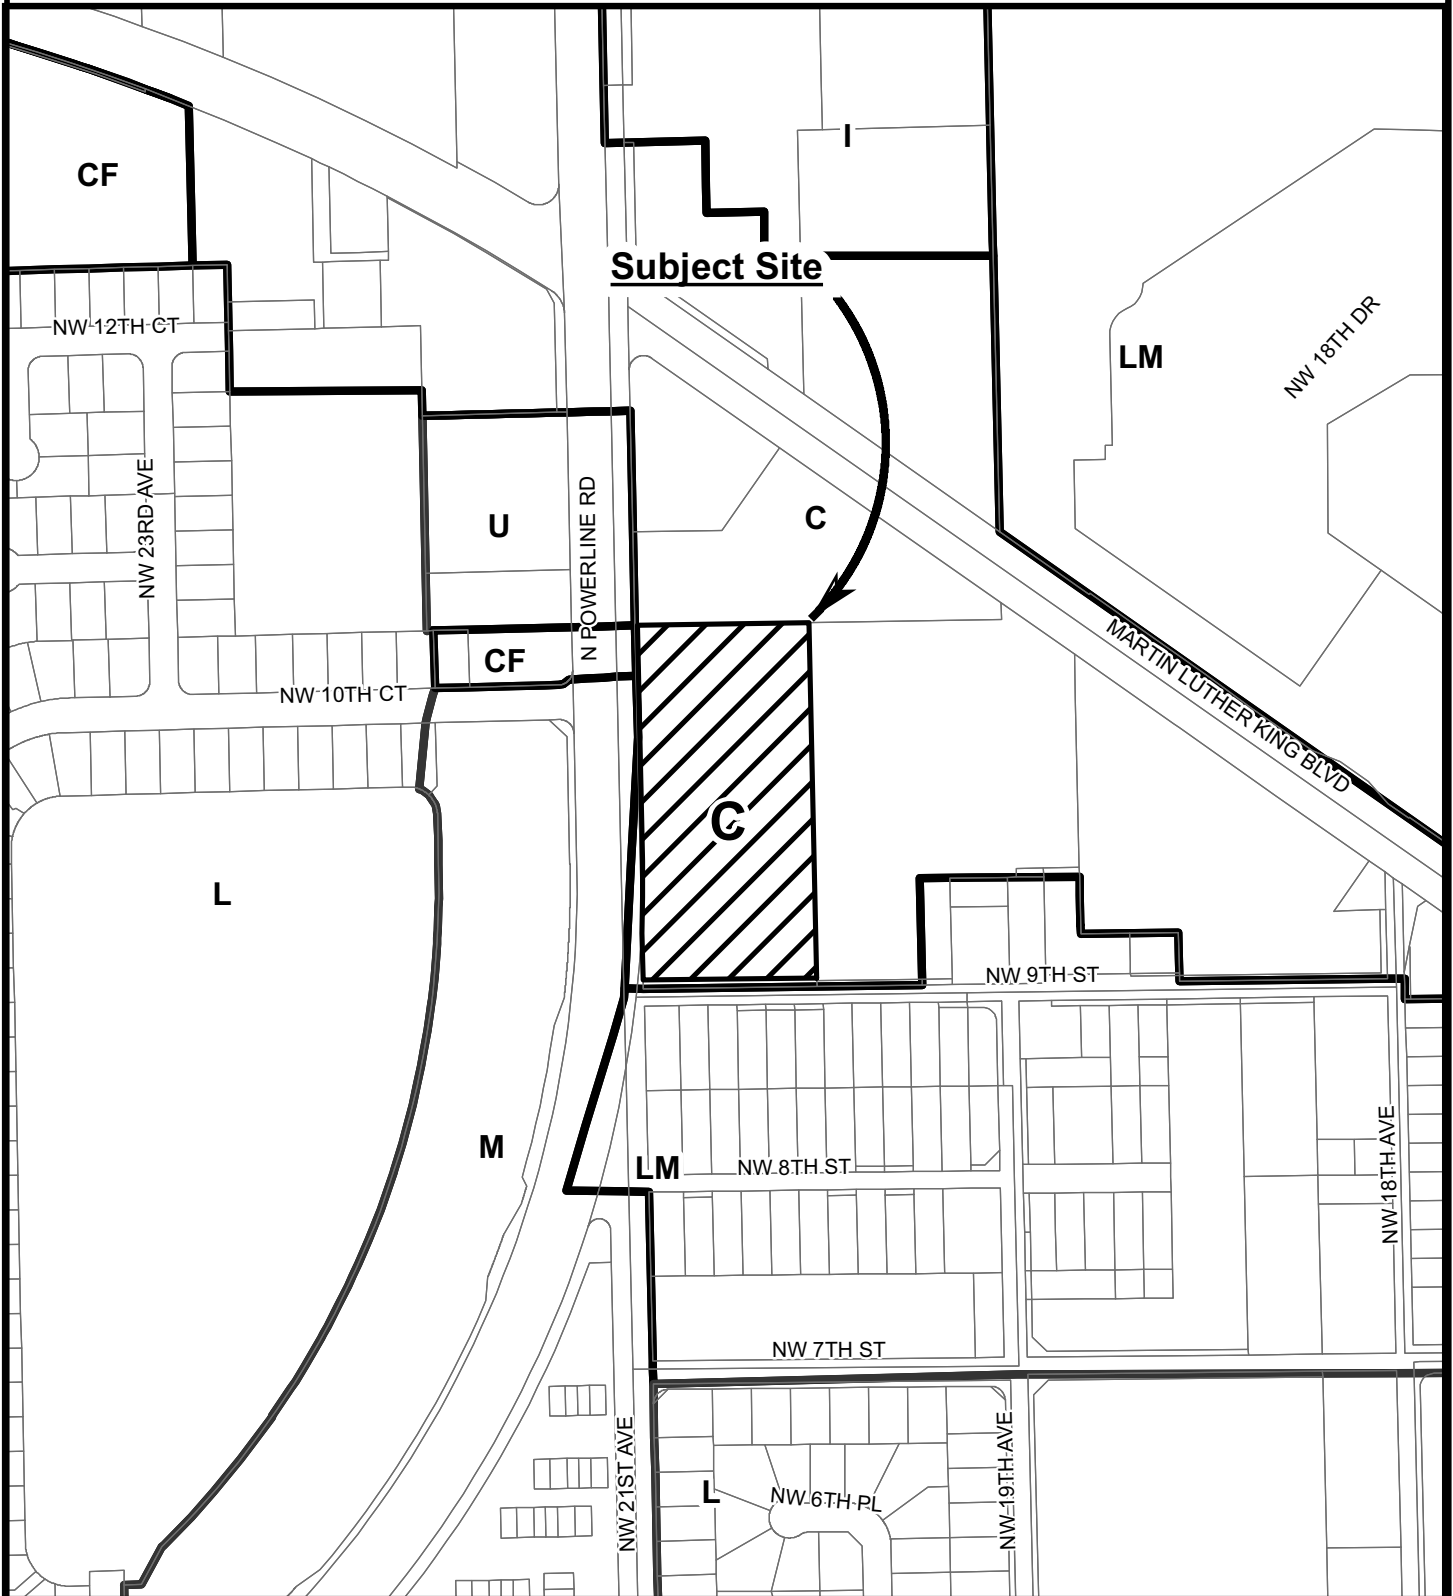 I
CF
Subject Site
NW 12TH CT
LM
NW 18TH DR
NW 23RD AVE
U
N POWERLINE RD
C
CF
NW 10TH CT
MARTIN LUTHER KING BLVD
C
L
NW 9TH ST
M
LM
NW 8TH ST
NW 18TH AVE
NW 7TH ST
NW 21ST AVE
L
NW 6TH PL
NW 19TH AVE